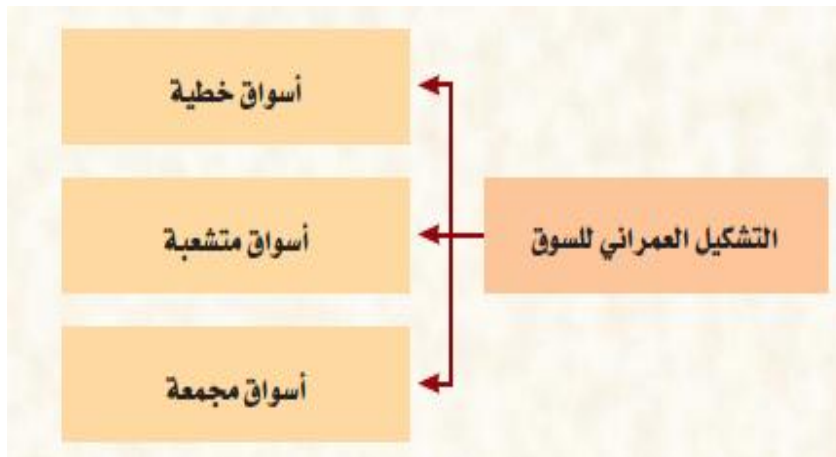 التشكيل العمراني للسوق
أسواق خطية
أسواق متشعبة
أسواق مجمعة